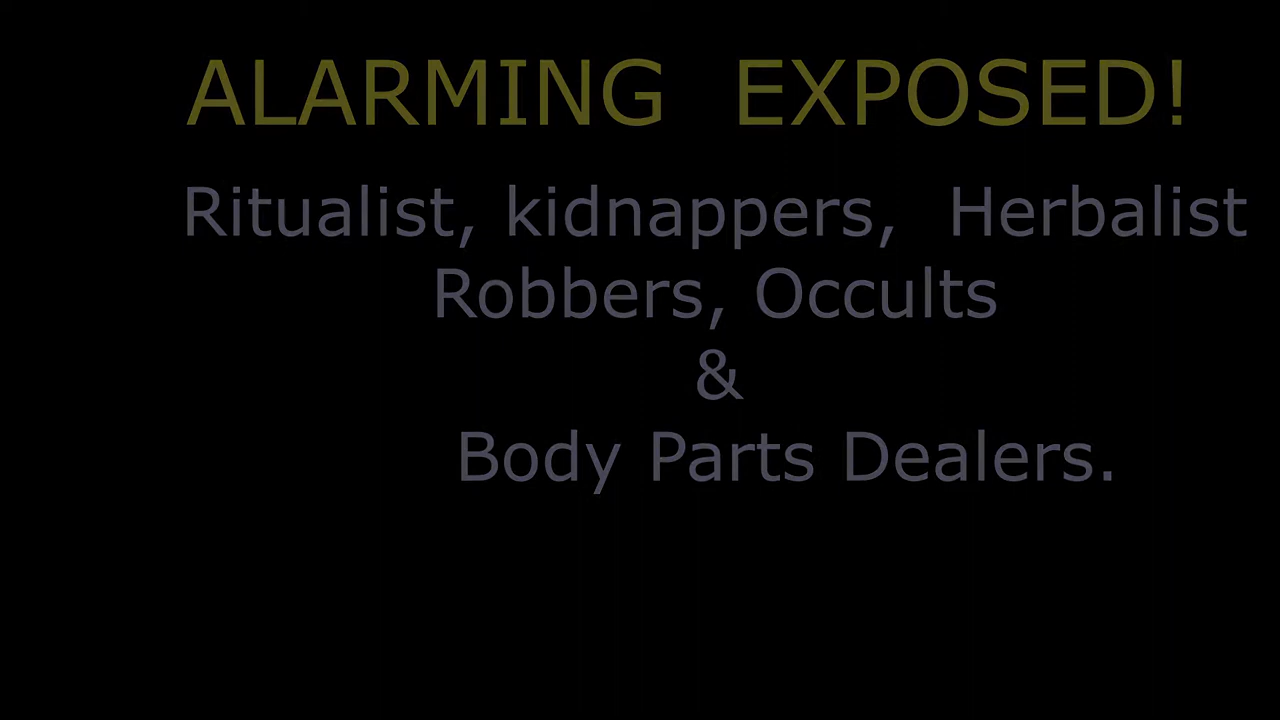 ALARMING EXPOSED!
Ritualist, kidnappers, Herbalist
Robbers, Occults
&
Body Parts Dealers.